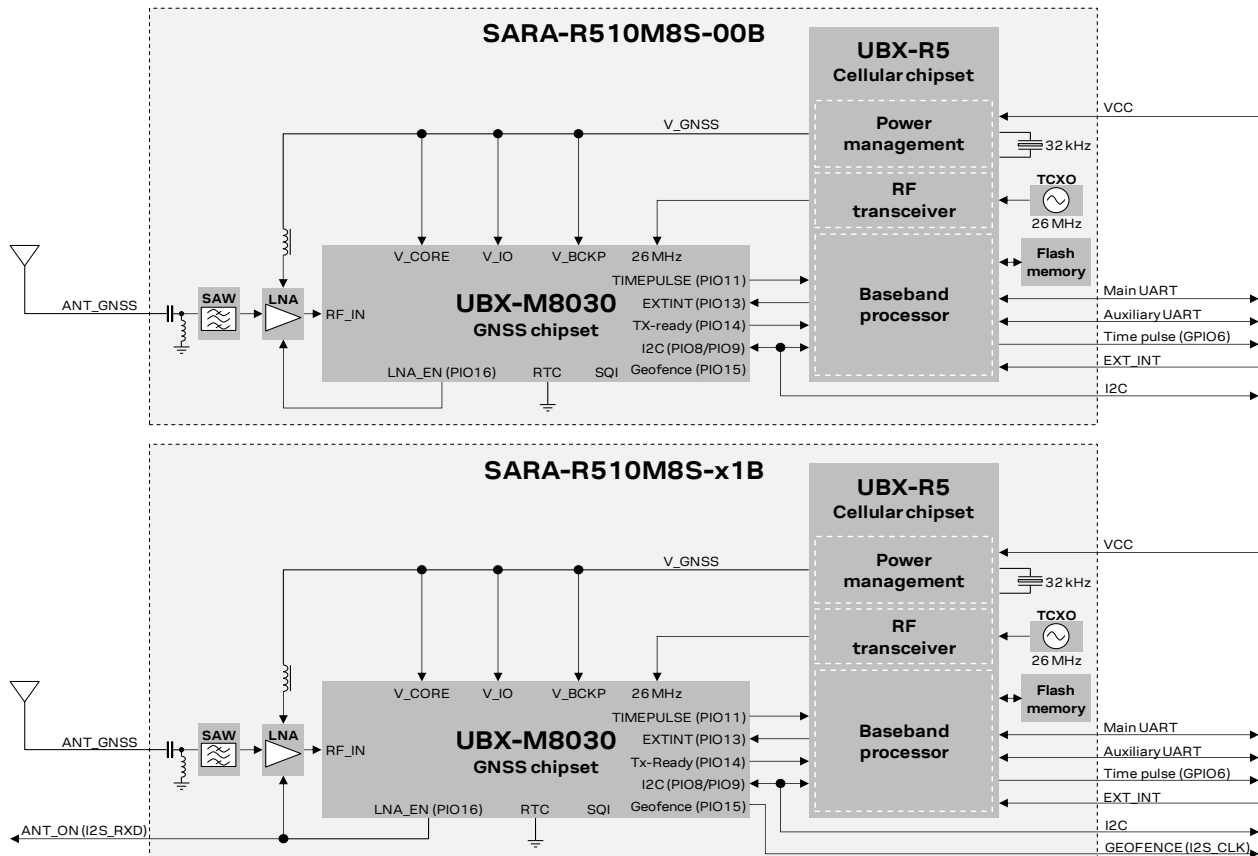 SARA-R510M8S-00B
UBX-R5
Cellular chipset
VCC
V_GNSS
Power
management
32 kHz
TCXO
RF
transceiver
26 MHz
V_CORE
V_IO
V_BCKP
26 MHz
Flash
memory
TIMEPULSE (PIO11)
Main UART
ANT_GNSS
SAW
LNA
RF_IN
UBX-M8030
GNSS chipset
EXTINT (PIO13)
Baseband
processor
Auxiliary UART
TX-ready (PIO14)
Time pulse (GPIO6)
I2C (PIO8/PIO9)
EXT_INT
LNA_EN (PIO16)
RTC
SQI
Geofence (PIO15)
I2C
SARA-R510M8S-x1B
UBX-R5
Cellular chipset
VCC
V_GNSS
Power
management
32 kHz
TCXO
RF
transceiver
26 MHz
V_CORE
V_IO
V_BCKP
26 MHz
Flash
memory
TIMEPULSE (PIO11)
Main UART
ANT_GNSS
SAW
LNA
RF_IN
UBX-M8030
GNSS chipset
EXTINT (PIO13)
Baseband
processor
Auxiliary UART
Tx-Ready (PIO14)
Time pulse (GPIO6)
I2C (PIO8/PIO9)
EXT_INT
LNA_EN (PIO16)
RTC
SQI
Geofence (PIO15)
ANT_ON (I2S_RXD)
I2C
GEOFENCE (I2S_CLK)